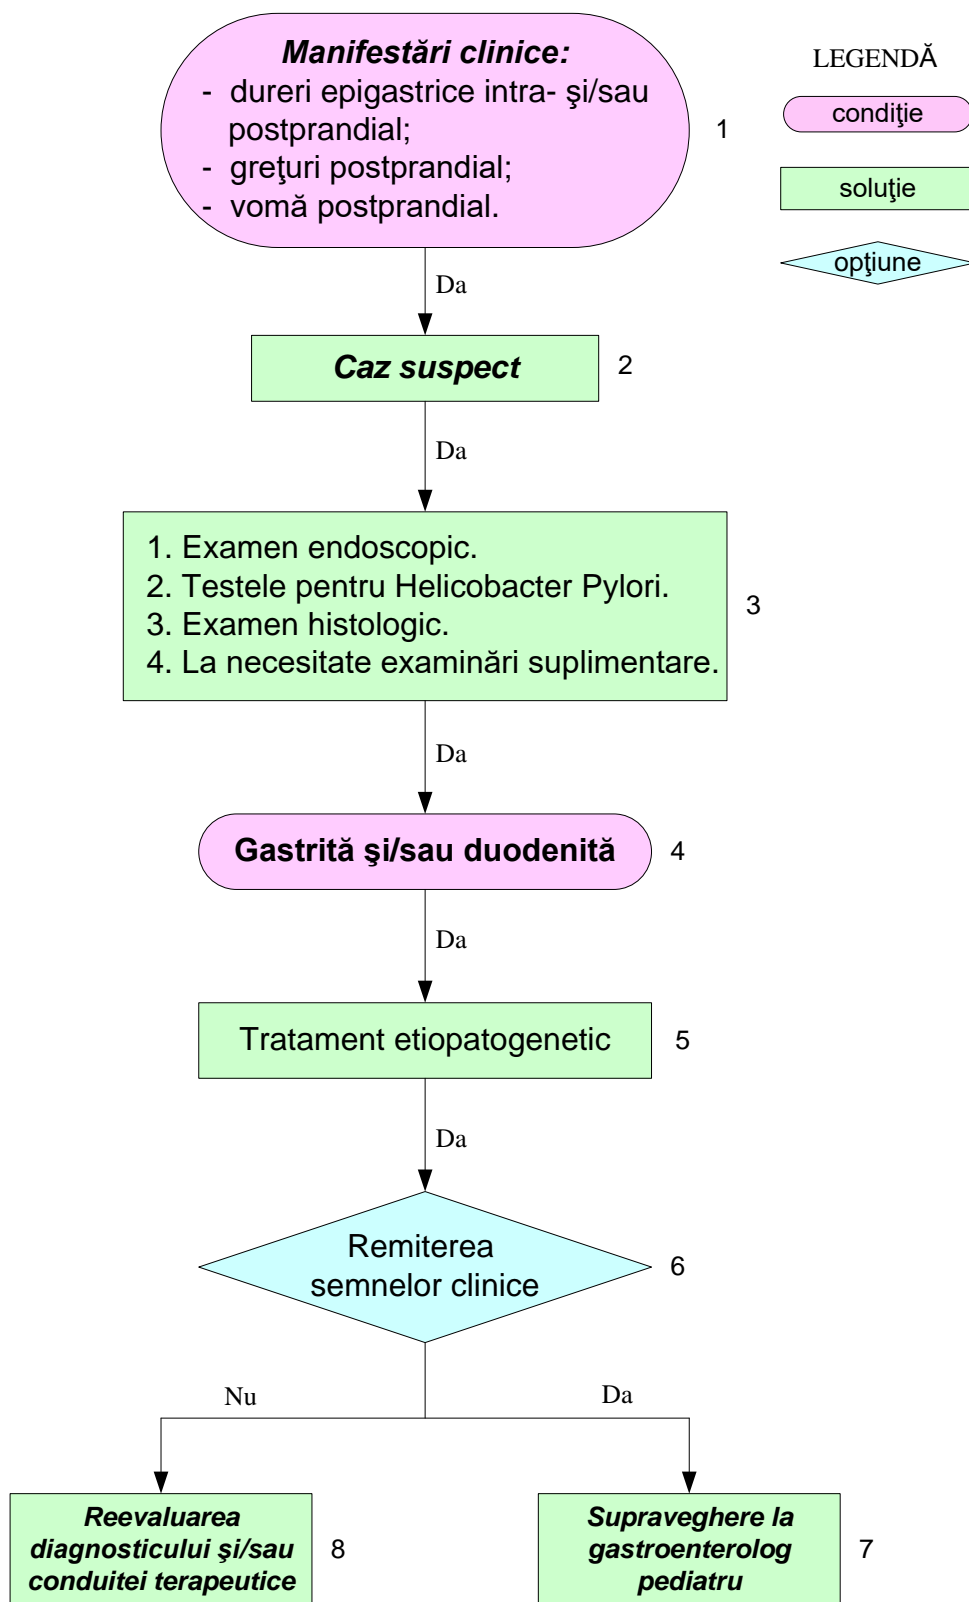 Manifestări clinice:
- dureri epigastrice intra- şi/sau
postprandial;
- greţuri postprandial;
- vomă postprandial.
1
LEGENDĂ
condiţie
soluţie
opţiune
Da
Caz suspect
2
Da
1. Examen endoscopic.
2. Testele pentru Helicobacter Pylori.
3. Examen histologic.
4. La necesitate examinări suplimentare.
3
Da
Gastrită şi/sau duodenită
4
Da
Tratament etiopatogenetic
5
Da
Remiterea
semnelor clinice
6
Nu
Da
Reevaluarea
diagnosticului şi/sau
conduitei terapeutice
8
Supraveghere la
gastroenterolog
pediatru
7